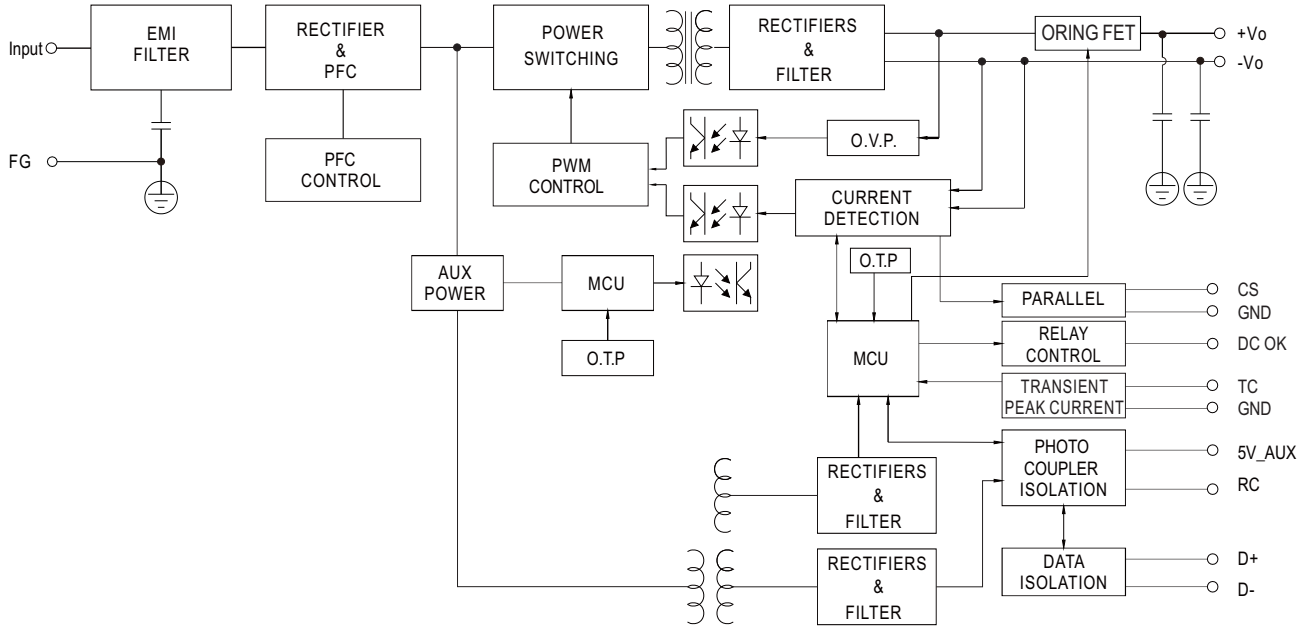 Input
EMI
FILTER
RECTIFIER
&
PFC
POWER
SWITCHING
RECTIFIERS
&
FILTER
ORING FET
+Vo
-Vo
FG
PFC
CONTROL
PWM
CONTROL
O.V.P.
CURRENT
DETECTION
AUX
POWER
MCU
O.T.P
O.T.P
MCU
PARALLEL
CS
GND
RELAY
CONTROL
DC OK
TRANSIENT
PEAK CURRENT
TC
GND
RECTIFIERS
&
FILTER
PHOTO
COUPLER
ISOLATION
5V_AUX
RC
RECTIFIERS
&
FILTER
DATA
ISOLATION
D+
D-